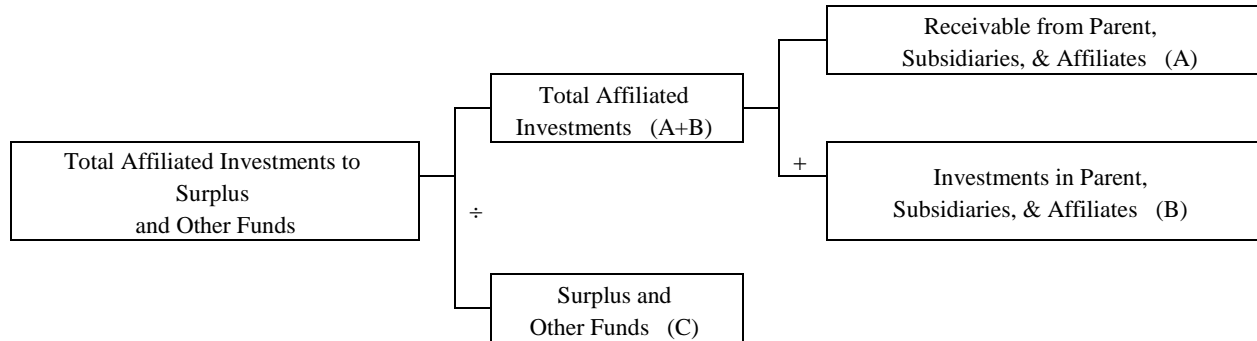 Receivable from Parent,
Subsidiaries, & Affiliates (A)
Total Affiliated
Investments (A+B)
+
Investments in Parent,
Subsidiaries, & Affiliates (B)
Total Affiliated Investments to
Surplus
and Other Funds
÷
Surplus and
Other Funds (C)